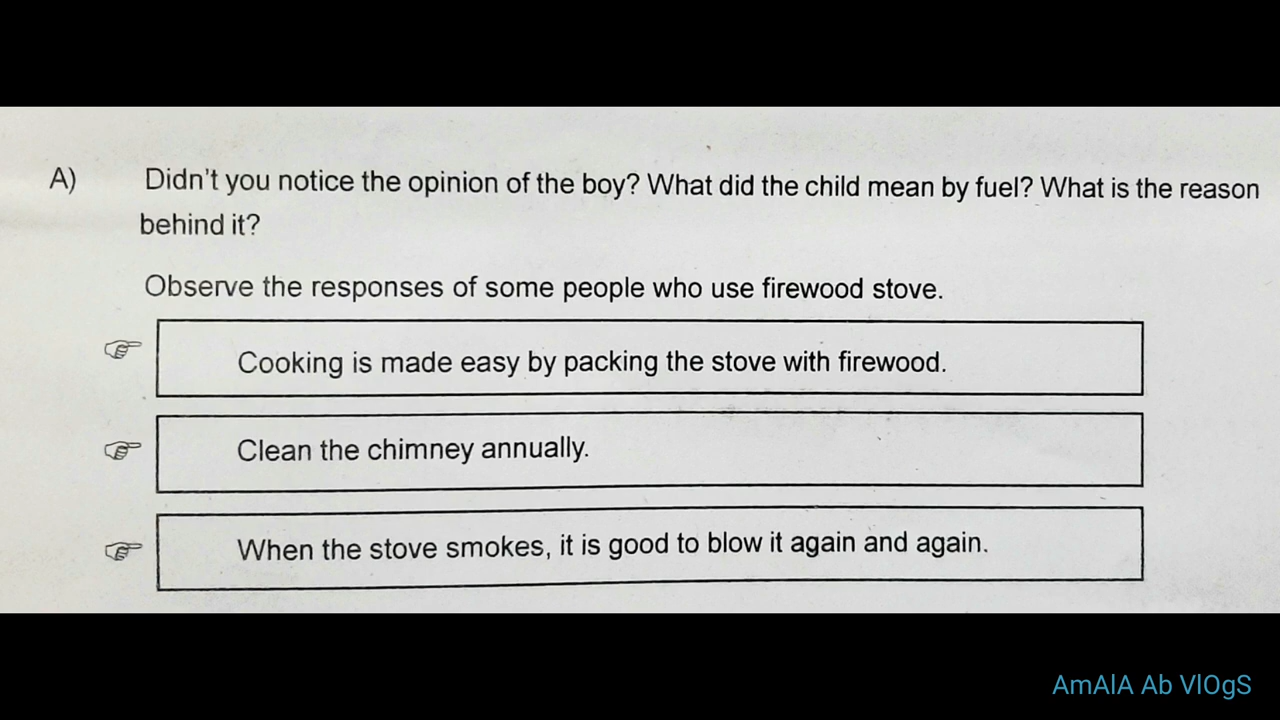 A) Didn't you notice the opinion of the boy? What did the child mean by fuel? What is the reason
behind it?
Observe the responses of some people who use firewood stove.
Cooking is made easy by packing the stove with firewood.
Clean the chimney annually.
When the stove smokes, it is good to blow it again and again.
AmAlA Ab VlOgS